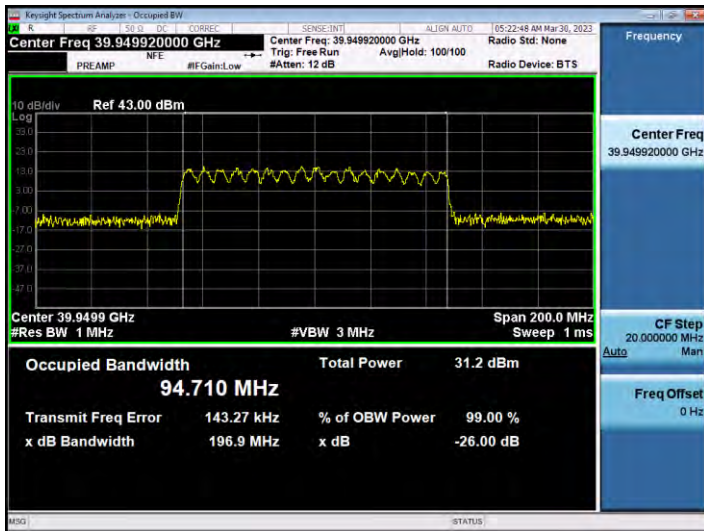 Keysight Spectrum Analyzer - Occupied BW
R RF 50 Ω DC CORREC SENSE:INT ALIGN AUTO 05:22:48 AM Mar 30, 2023
Center Freq 39.949920000 GHz Center Freq: 39.949920000 GHz Radio Std: None Frequency
NFE Trig: Free Run Avg|Hold: 100/100
PREAMP #IFGain:Low #Atten: 12 dB Radio Device: BTS
10 dB/div Ref 43.00 dBm
Log
33.0
23.0
13.0
3.00
-7.00
-17.0
-27.0
-37.0
-47.0
Center 39.9499 GHz Span 200.0 MHz
#Res BW 1 MHz #VBW 3 MHz Sweep 1 ms
Occupied Bandwidth Total Power 31.2 dBm
94.710 MHz
Transmit Freq Error 143.27 kHz % of OBW Power 99.00 %
x dB Bandwidth 196.9 MHz x dB -26.00 dB
Center Freq
39.949920000 GHz
CF Step
20.000000 MHz
Auto Man
Freq Offset
0 Hz
MSG STATUS